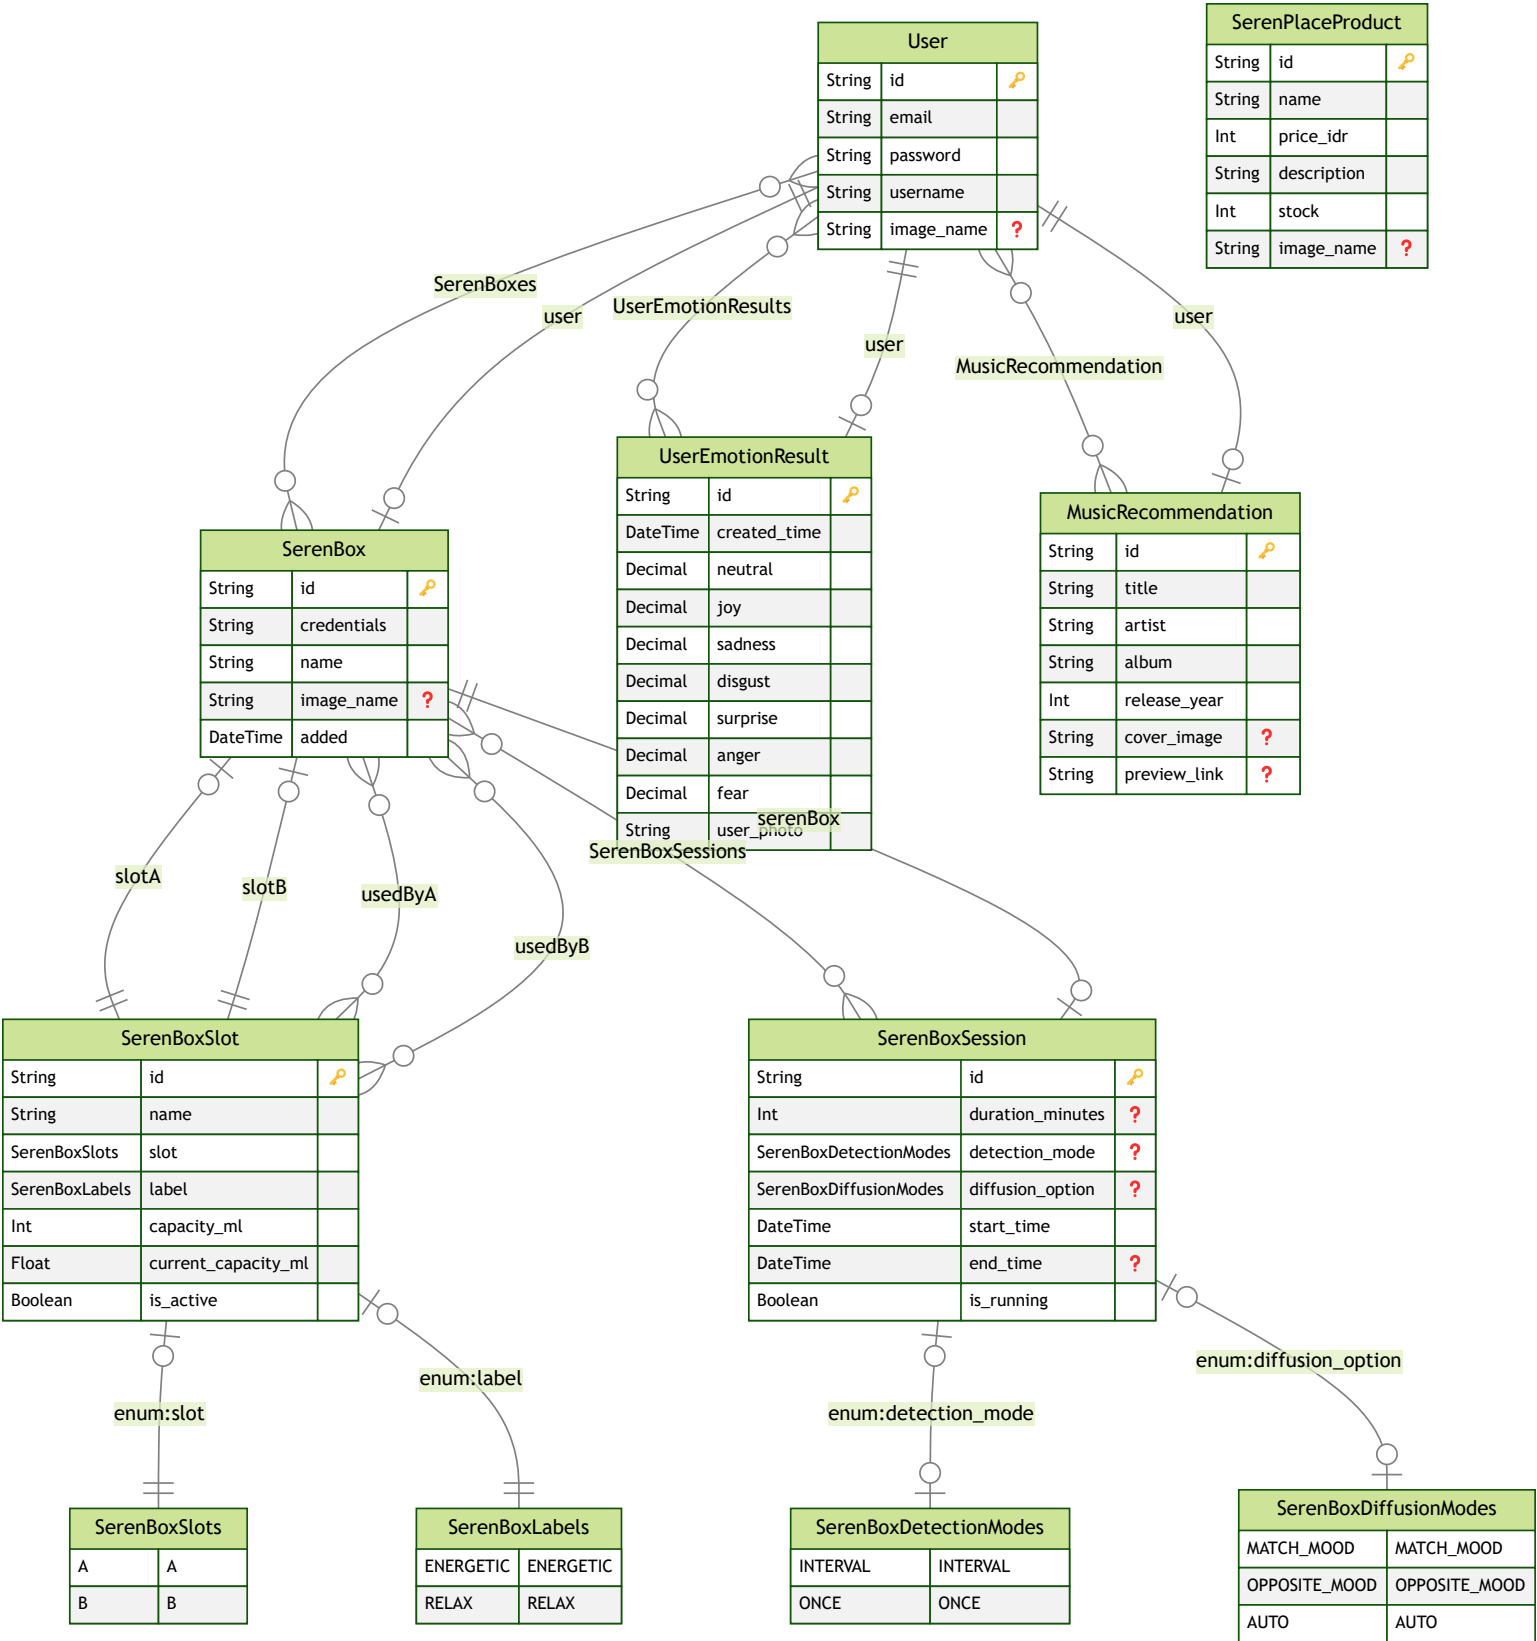 User
String id 🔑
String email
String password
String username
String image_name ❓
SerenPlaceProduct
String id 🔑
String name
Int price_idr
String description
Int stock
String image_name ❓
SerenBoxes
user
UserEmotionResults
user
MusicRecommendation
user
UserEmotionResult
String id 🔑
DateTime created_time
Decimal neutral
Decimal joy
Decimal sadness
Decimal disgust
Decimal surprise
Decimal anger
Decimal fear
String user_photo
MusicRecommendation
String id 🔑
String title
String artist
String album
Int release_year
String cover_image ❓
String preview_link ❓
SerenBox
String id 🔑
String credentials
String name
String image_name ❓
DateTime added
serenBox
SerenBoxSessions
slotA
slotB
usedByA
usedByB
SerenBoxSlot
String id 🔑
String name
SerenBoxSlots slot
SerenBoxLabels label
Int capacity_ml
Float current_capacity_ml
Boolean is_active
SerenBoxSession
String id 🔑
Int duration_minutes ❓
SerenBoxDetectionModes detection_mode ❓
SerenBoxDiffusionModes diffusion_option ❓
DateTime start_time
DateTime end_time ❓
Boolean is_running
enum:slot
enum:label
enum:detection_mode
enum:diffusion_option
SerenBoxSlots
A A
B B
SerenBoxLabels
ENERGETIC ENERGETIC
RELAX RELAX
SerenBoxDetectionModes
INTERVAL INTERVAL
ONCE ONCE
SerenBoxDiffusionModes
MATCH_MOOD MATCH_MOOD
OPPOSITE_MOOD OPPOSITE_MOOD
AUTO AUTO